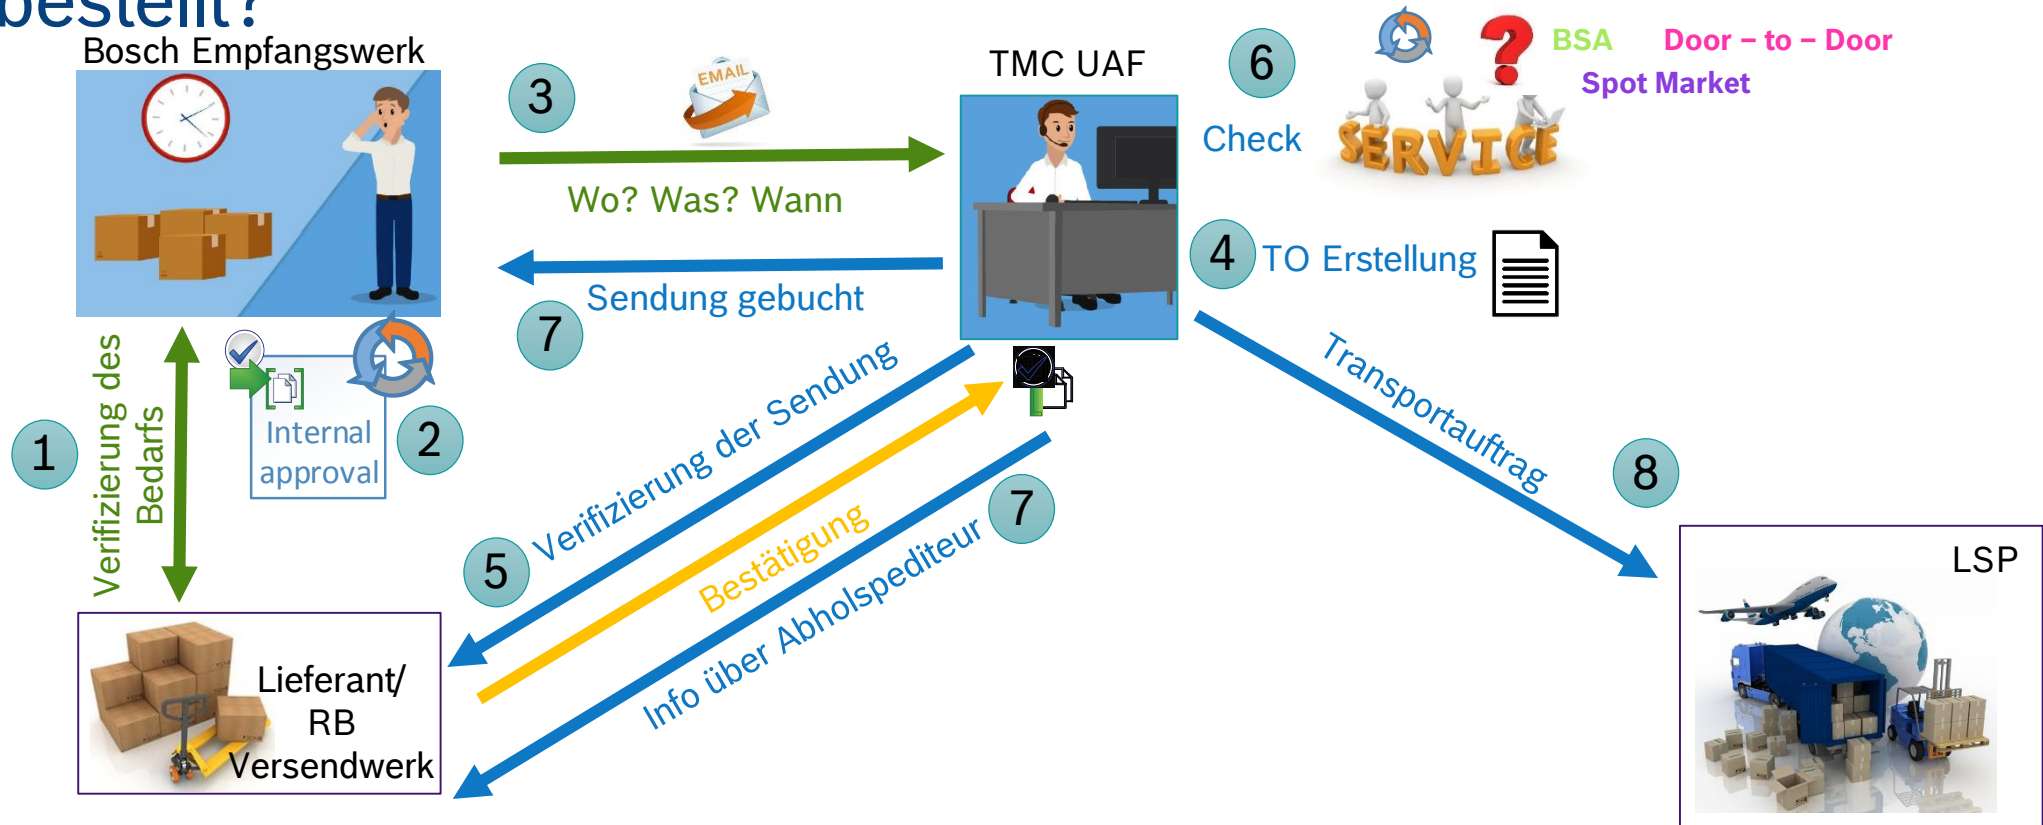 bestellt?
Bosch Empfangswerk
3
EMAIL
Wo? Was? Wann
TMC UAF
6
Check
SERVICE
?
BSA
Door – to – Door
Spot Market
4
TO Erstellung
Sendung gebucht
7
1
Verifizierung des
Bedarfs
Internal
approval
2
5
Verifizierung der Sendung
Bestätigung
Info über Abholspediteur
7
Transportauftrag
8
LSP
Lieferant/
RB
Versendwerk